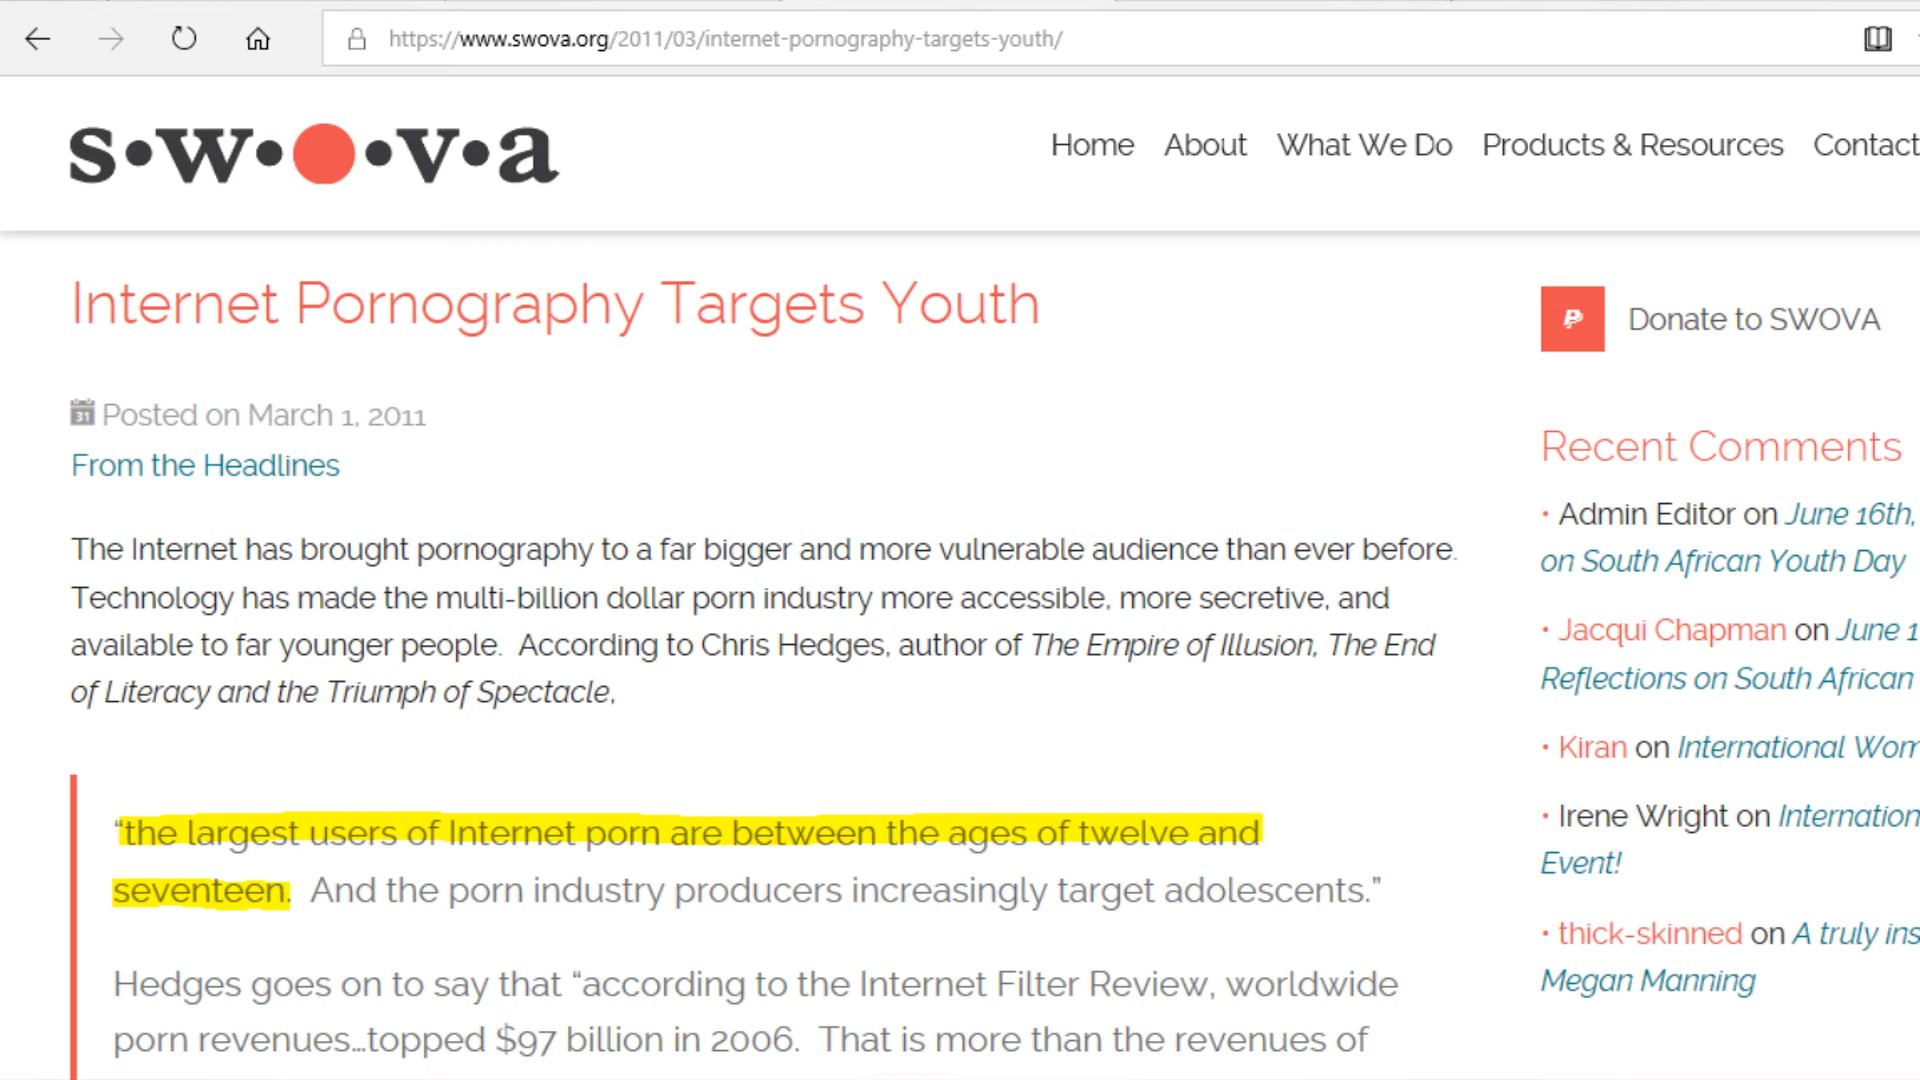 https://www.swova.org/2011/03/internet-pornography-targets-youth/
s•w•o•v•a
Home About What We Do Products & Resources Contact
Internet Pornography Targets Youth
31 Posted on March 1, 2011
From the Headlines
The Internet has brought pornography to a far bigger and more vulnerable audience than ever before.
Technology has made the multi-billion dollar porn industry more accessible, more secretive, and
available to far younger people. According to Chris Hedges, author of The Empire of Illusion, The End
of Literacy and the Triumph of Spectacle,
“the largest users of Internet porn are between the ages of twelve and
seventeen. And the porn industry producers increasingly target adolescents.”
Hedges goes on to say that “according to the Internet Filter Review, worldwide
porn revenues…topped $97 billion in 2006. That is more than the revenues of
Donate to SWOVA
Recent Comments
• Admin Editor on June 16th,
on South African Youth Day
• Jacqui Chapman on June 1
Reflections on South African
• Kiran on International Wom
• Irene Wright on Internation
Event!
• thick-skinned on A truly ins
Megan Manning